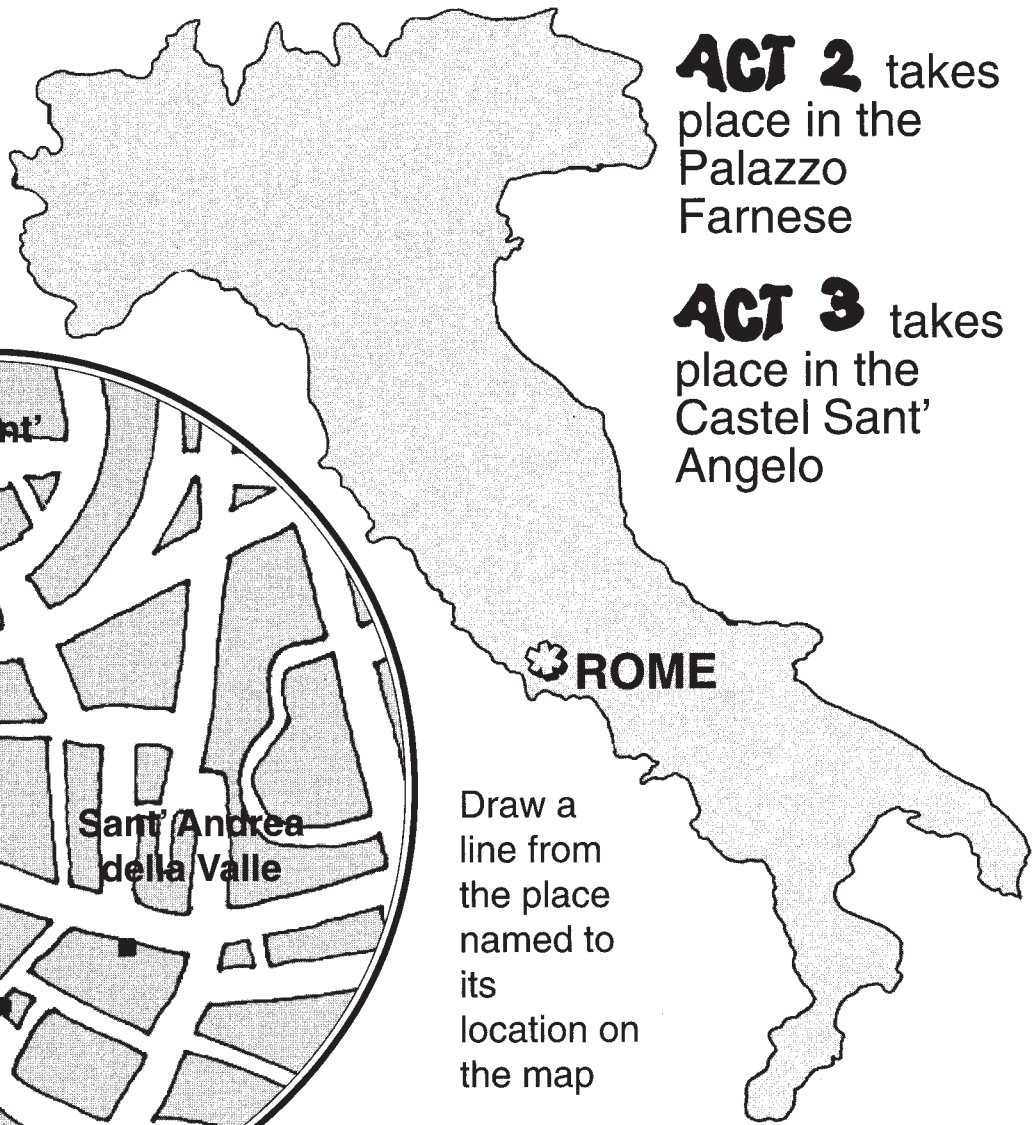 ACT 2 takes
place in the
Palazzo
Farnese
ACT 3 takes
place in the
Castel Sant’
Angelo
nt’
ROME
Sant’ Andrea
della Valle
Draw a
line from
the place
named to
its
location on
the map